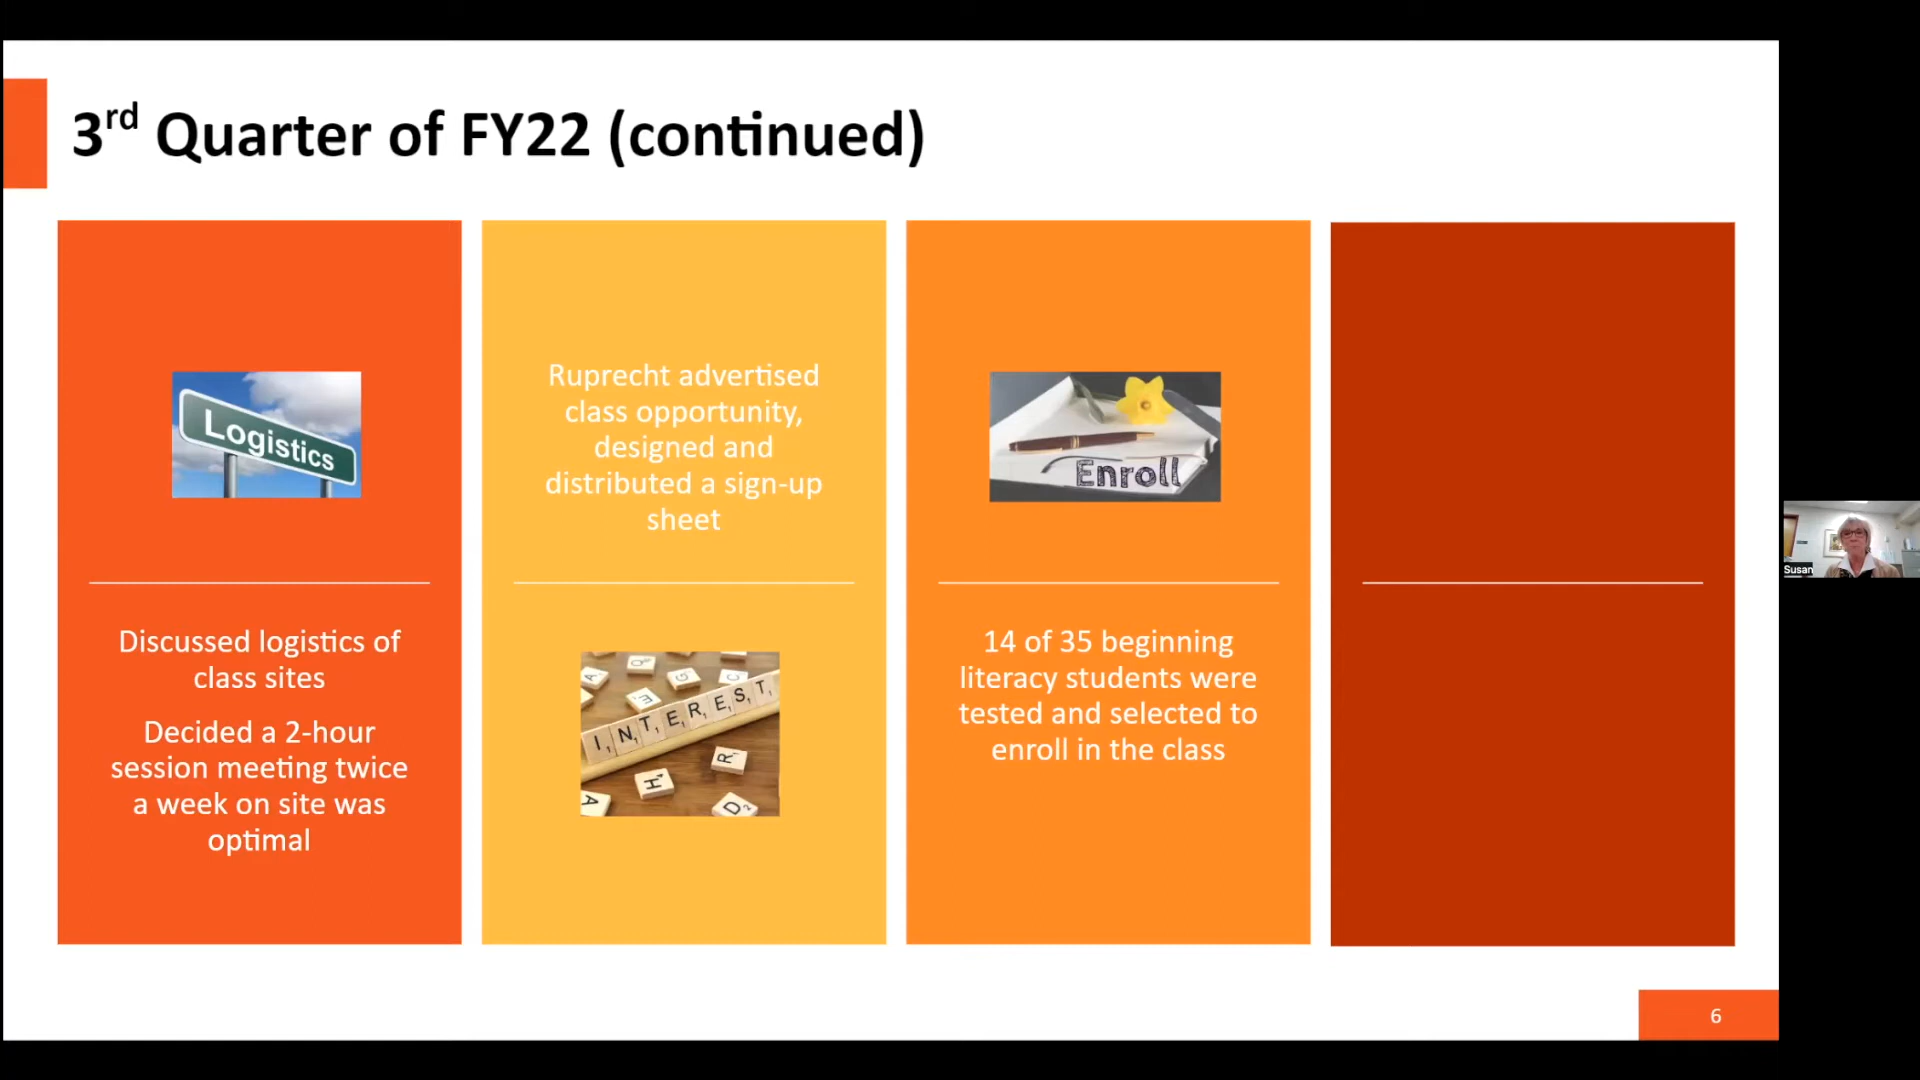 3rd Quarter of FY22 (continued)
Logistics
Discussed logistics of
class sites
Decided a 2-hour
session meeting twice
a week on site was
optimal
Ruprecht advertised
class opportunity,
designed and
distributed a sign-up
sheet
INTEREST
Enroll
14 of 35 beginning
literacy students were
tested and selected to
enroll in the class
Susan
6